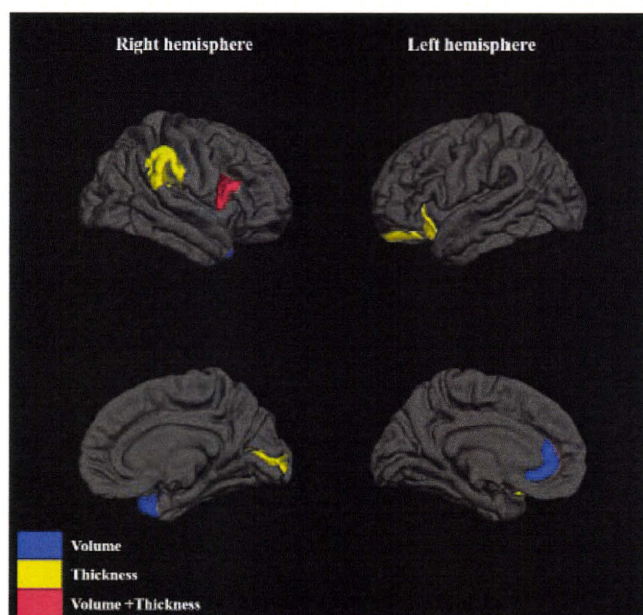 Right hemisphere
Left hemisphere
Volume
Thickness
Volume +Thickness